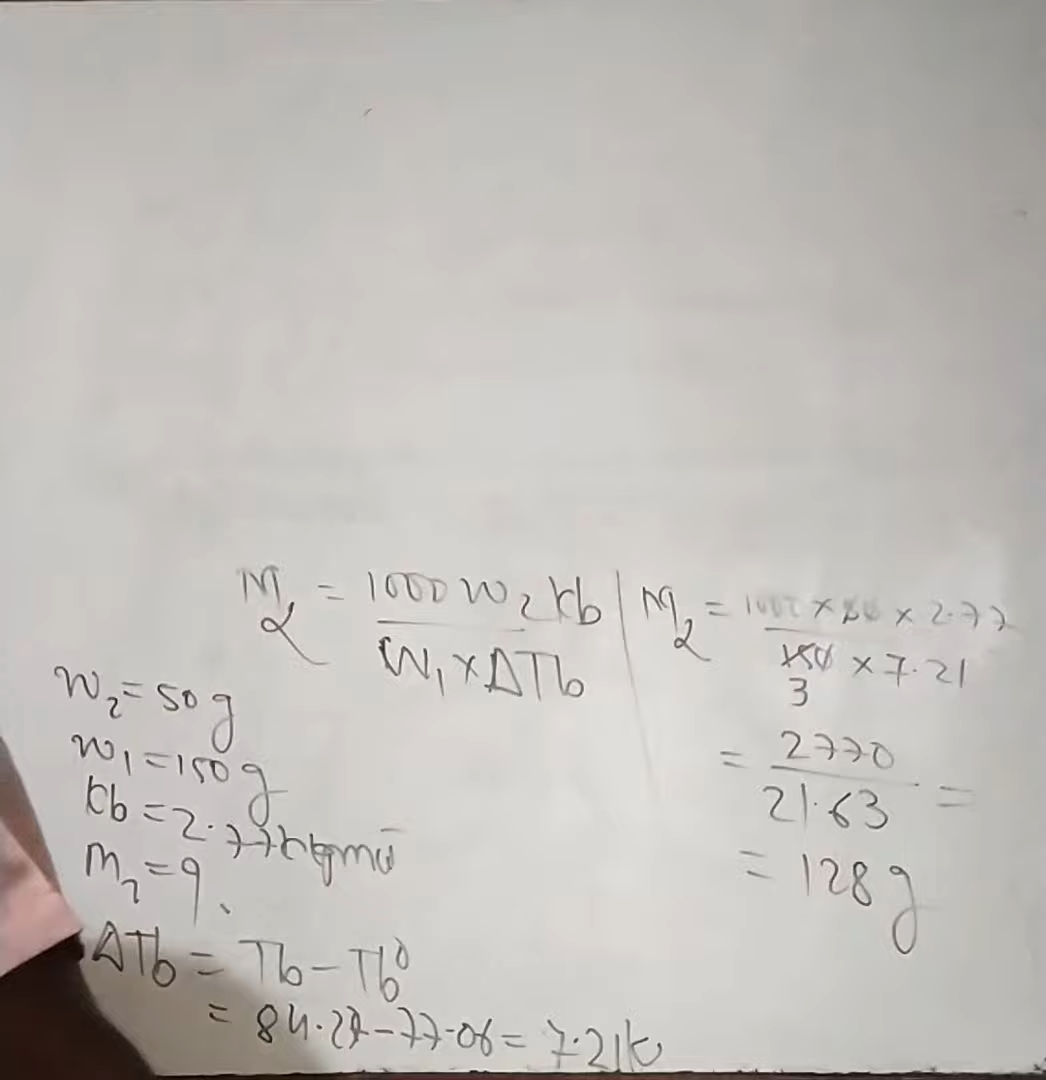 M₂ = 1000 W₂ Kb / W₁ × ΔTb
M₂ = 1000 × 50 × 2.77 / 150 × 7.21
3
= 2770 / 21.63 =
= 128 g
W₂ = 50 g
W₁ = 150 g
Kb = 2.77
M₂ = ?
ΔTb = Tb - Tb⁰
= 84.27 - 77.06 = 7.21 K